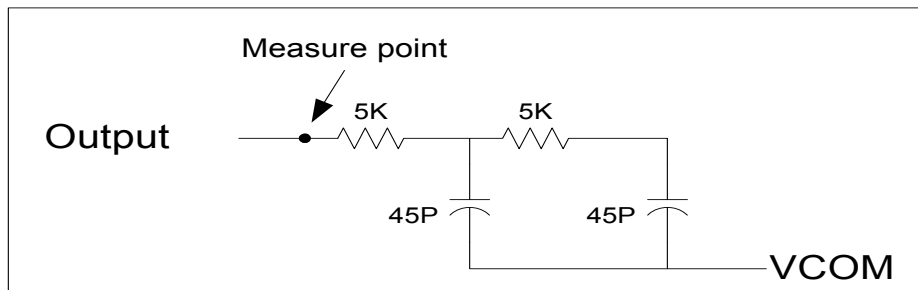 Measure point
5K
5K
Output
45P
45P
VCOM